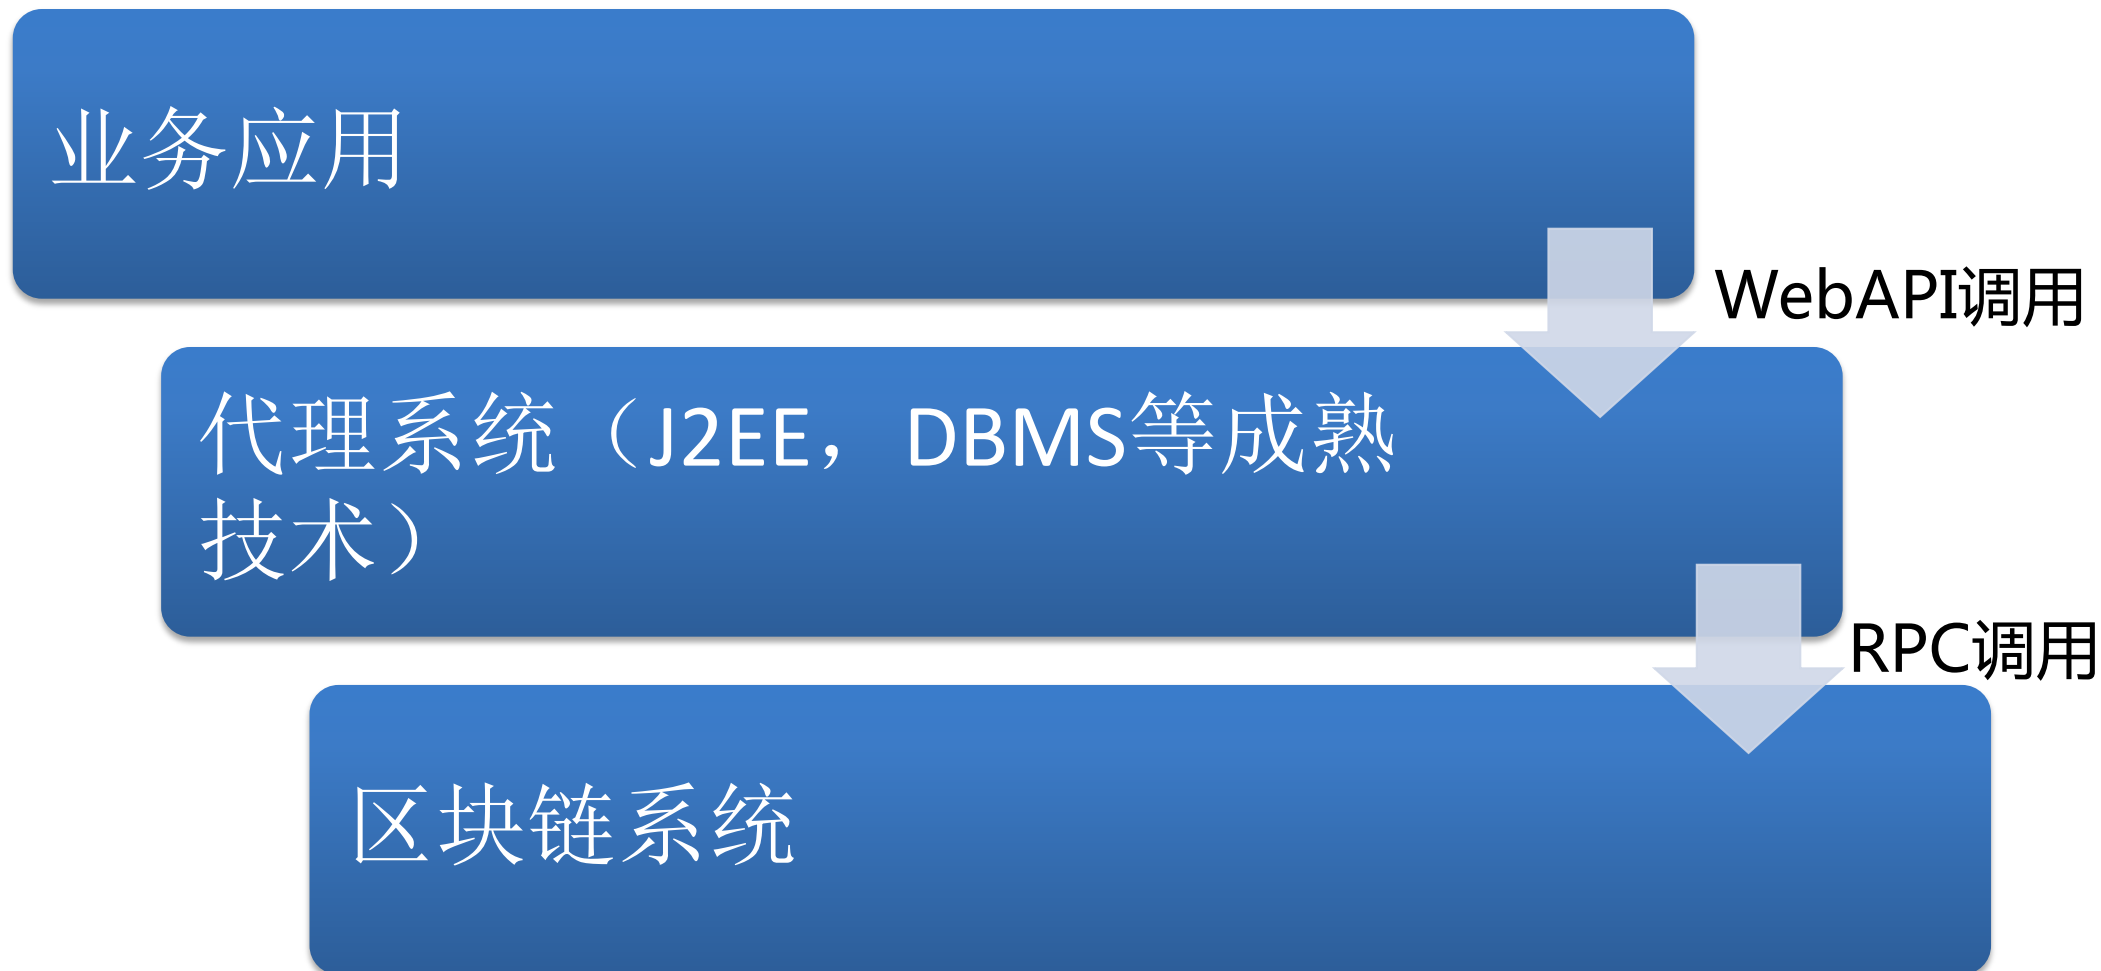 业务应用
WebAPI调用
代理系统（J2EE， DBMS等成熟
技术）
RPC调用
区块链系统